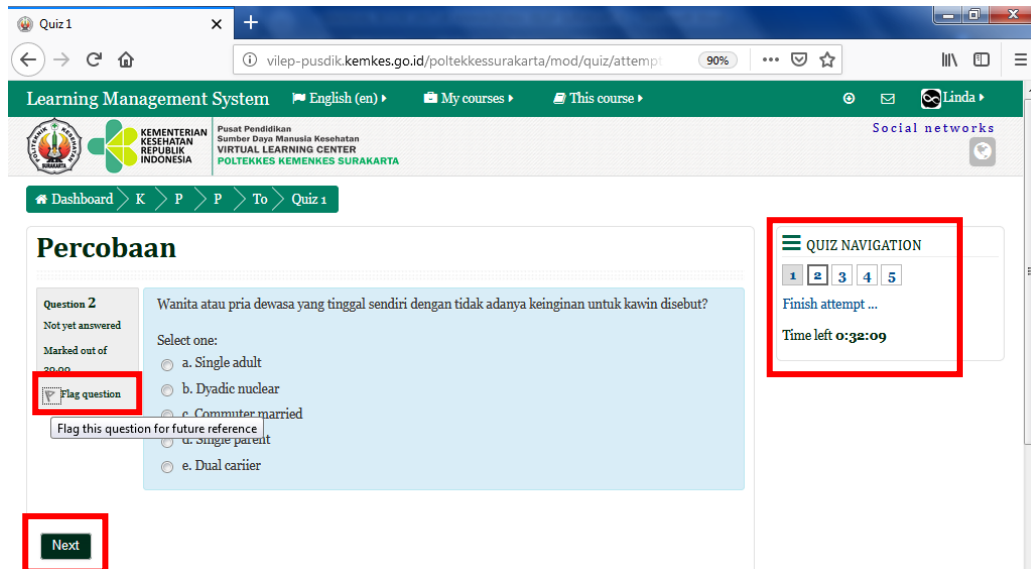 Quiz 1
vilep-pusdik.kemkes.go.id/poltekkessurakarta/mod/quiz/attempt
90%
Learning Management System English (en) My courses This course Linda
KEMENTERIAN
KESEHATAN
REPUBLIK
INDONESIA
Pusat Pendidikan
Sumber Daya Manusia Kesehatan
VIRTUAL LEARNING CENTER
POLTEKKES KEMENKES SURAKARTA
Social networks
Dashboard K P P To Quiz 1
Percobaan
Question 2
Not yet answered
Marked out of
Flag question
Flag this question for future reference
Wanita atau pria dewasa yang tinggal sendiri dengan tidak adanya keinginan untuk kawin disebut?
Select one:
a. Single adult
b. Dyadic nuclear
c. Commuter married
d. Single parent
e. Dual cariier
Next
QUIZ NAVIGATION
1 2 3 4 5
Finish attempt ...
Time left 0:32:09